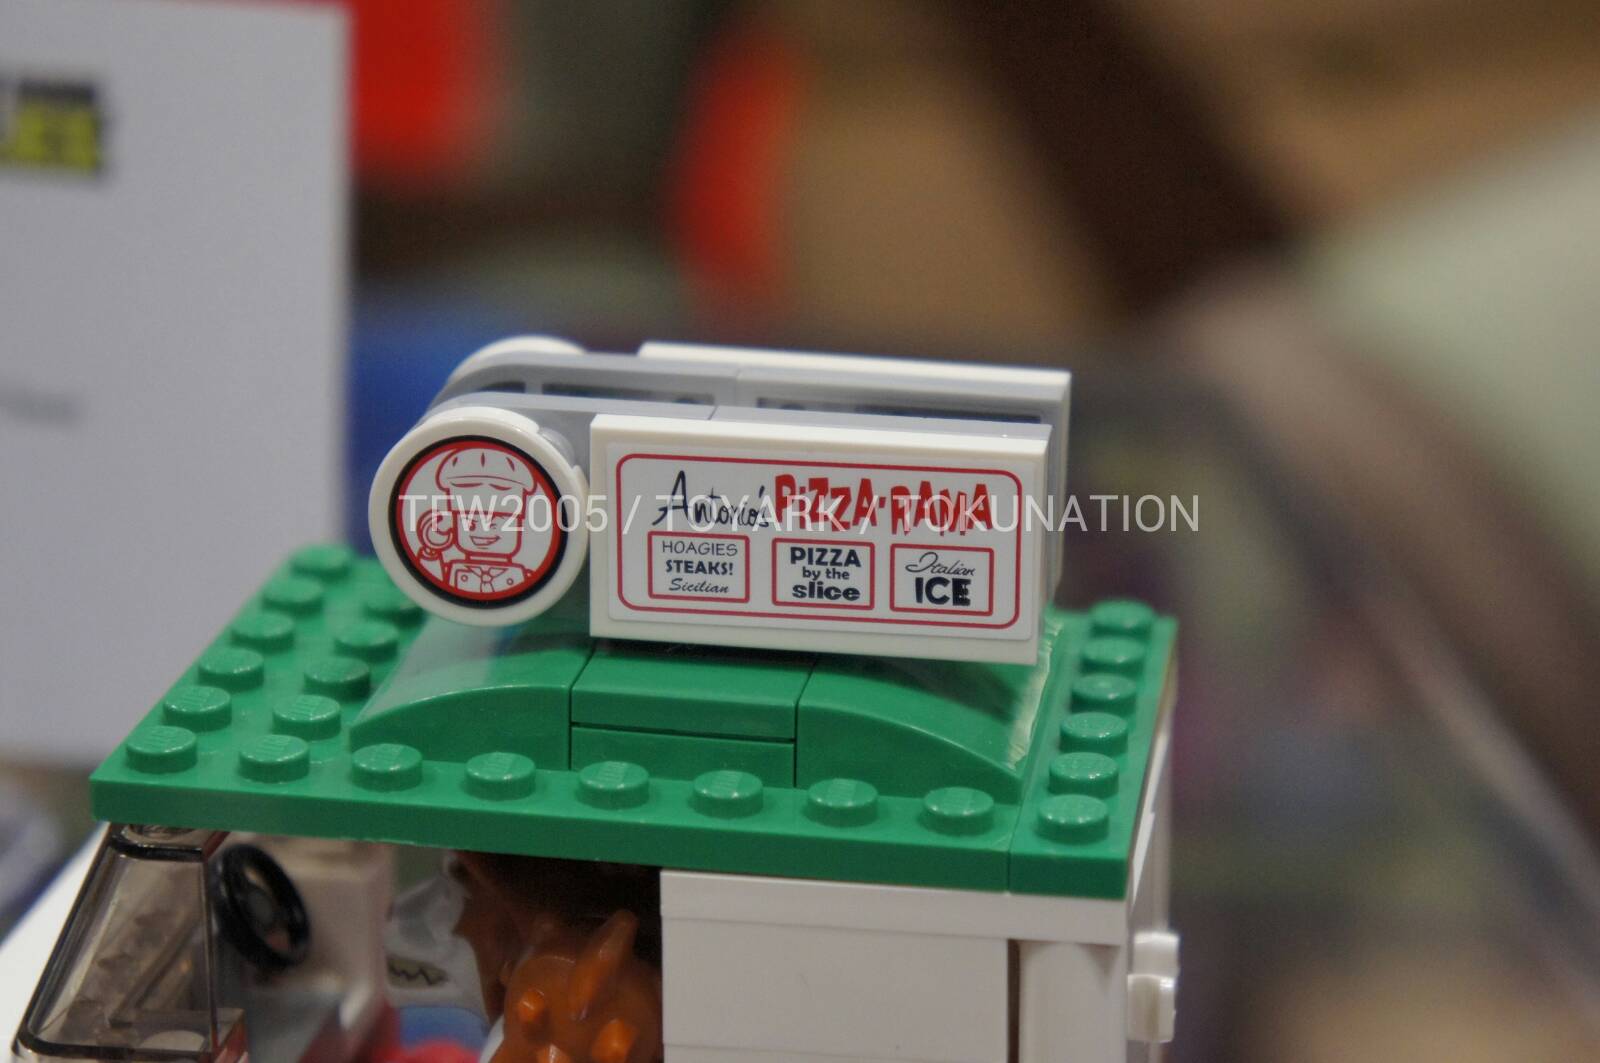 Antonio's PIZZA-RAMA
HOAGIES
STEAKS!
Sicilian
PIZZA
by the
slice
Italian
ICE
TFW2005 / TOYARK / TOKUNATION